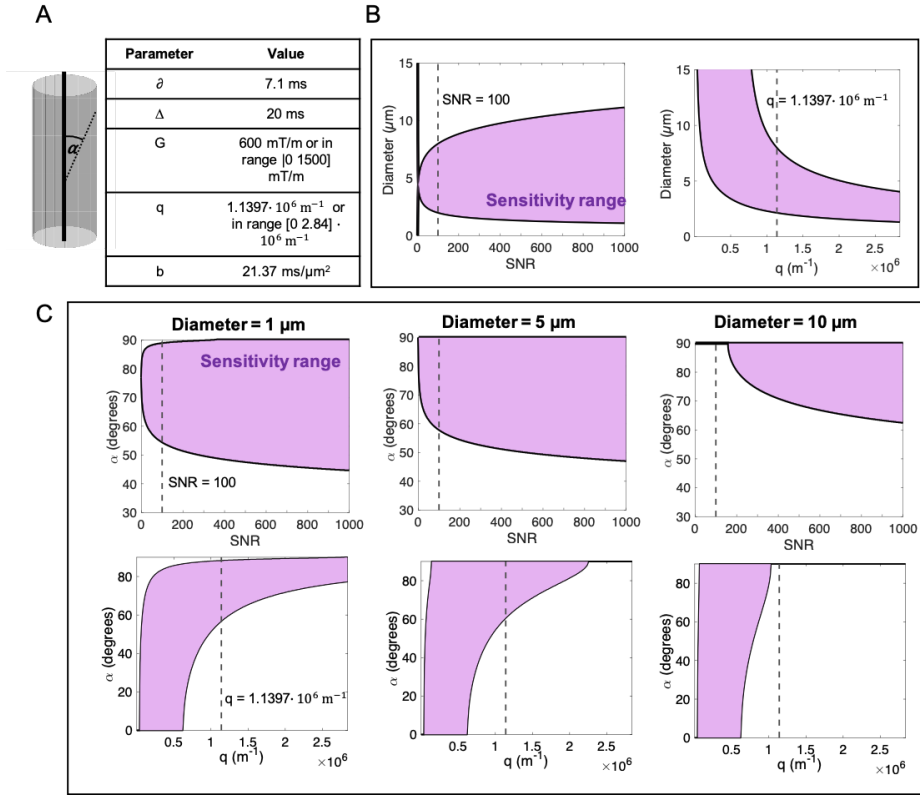 A
α
Parameter Value
∂ 7.1 ms
Δ 20 ms
G 600 mT/m or in
range [0 1500]
mT/m
q 1.1397· 10⁶ m⁻¹ or
in range [0 2.84] ·
10⁶ m⁻¹
b 21.37 ms/µm²
B
Diameter (µm)
15
10
5
0
SNR = 100
Sensitivity range
0 200 400 600 800 1000
SNR
Diameter (µm)
15
10
5
0
q = 1.1397· 10⁶ m⁻¹
0.5 1 1.5 2 2.5
q (m⁻¹) ×10⁶
C
Diameter = 1 µm
α (degrees)
90
80
70
60
50
40
30
Sensitivity range
SNR = 100
0 200 400 600 800 1000
SNR
Diameter = 5 µm
α (degrees)
90
80
70
60
50
40
30
0 200 400 600 800 1000
SNR
Diameter = 10 µm
α (degrees)
90
80
70
60
50
40
30
0 200 400 600 800 1000
SNR
α (degrees)
80
60
40
20
0
q = 1.1397· 10⁶ m⁻¹
0.5 1 1.5 2 2.5
q (m⁻¹)
×10⁶
α (degrees)
80
60
40
20
0
0.5 1 1.5 2 2.5
q (m⁻¹)
×10⁶
α (degrees)
80
60
40
20
0
0.5 1 1.5 2 2.5
q (m⁻¹)
×10⁶